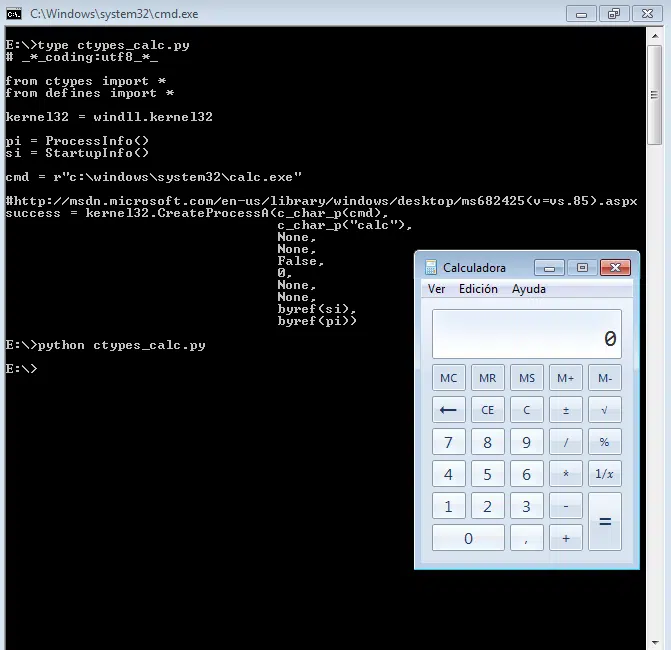 C:\Windows\system32\cmd.exe
E:\>type ctypes_calc.py
# _*_coding:utf8_*_
from ctypes import *
from defines import *
kernel32 = windll.kernel32
pi = ProcessInfo()
si = StartupInfo()
cmd = r"c:\windows\system32\calc.exe"
#http://msdn.microsoft.com/en-us/library/windows/desktop/ms682425(v=vs.85).aspx
success = kernel32.CreateProcessA(c_char_p(cmd),
c_char_p("calc"),
None,
None,
False,
0,
None,
None,
byref(si),
byref(pi))
E:\>python ctypes_calc.py
E:\>
Calculadora
Ver Edición Ayuda
0
MC MR MS M+ M-
← CE C ± √
7 8 9 / %
4 5 6 * 1/x
1 2 3 - =
0 , +